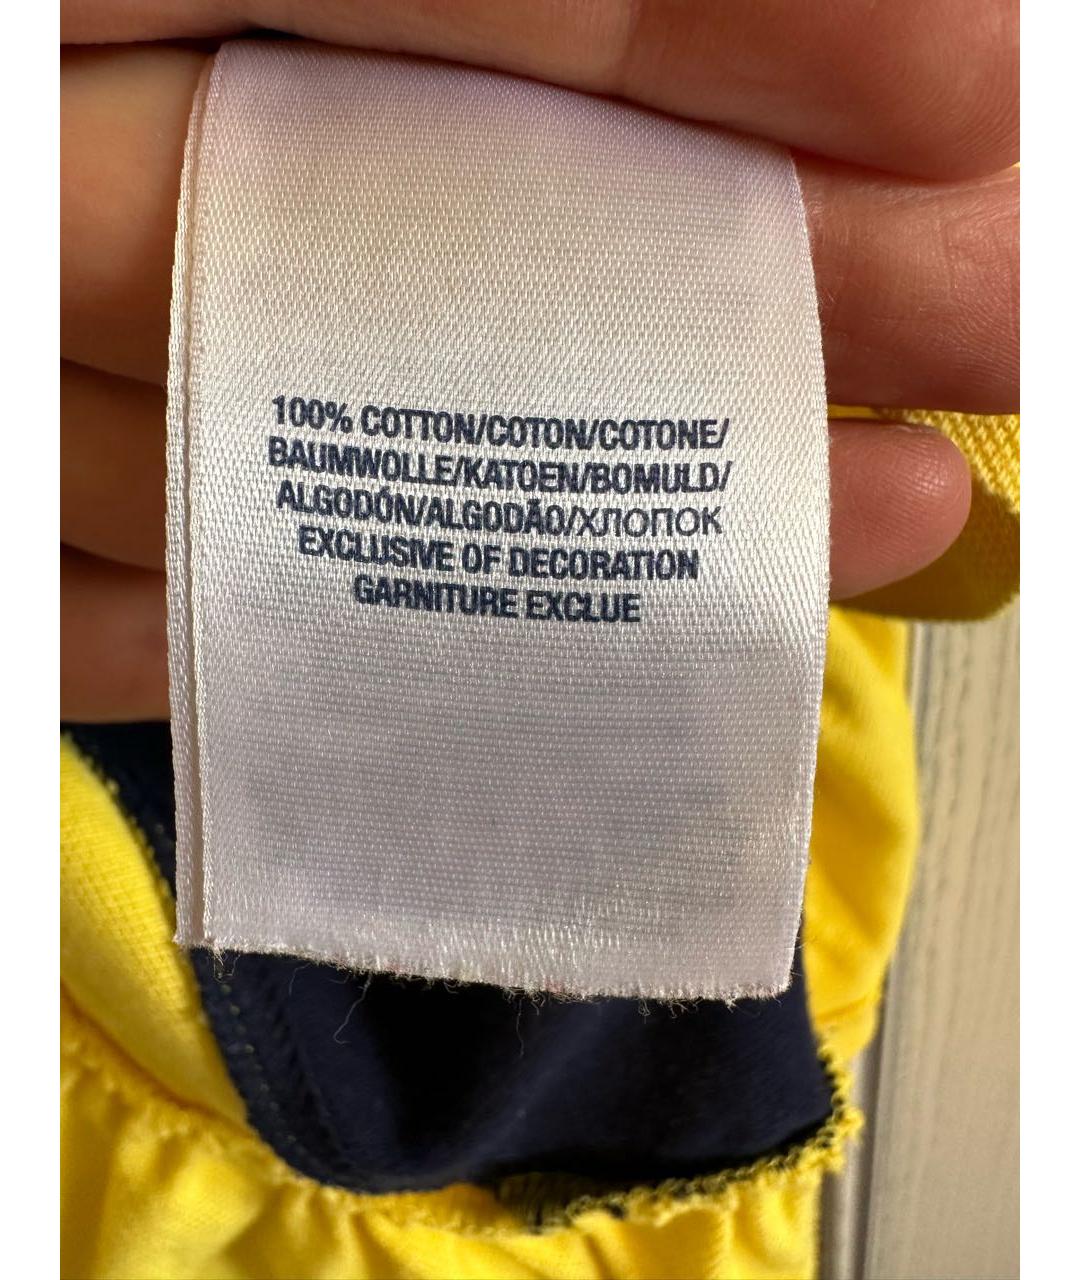 100% COTTON/COTON/COTONE/
BAUMWOLLE/KATOEN/BOMULD/
ALGODÓN/ALGODÃO/ХЛОПОК
EXCLUSIVE OF DECORATION
GARNITURE EXCLUE